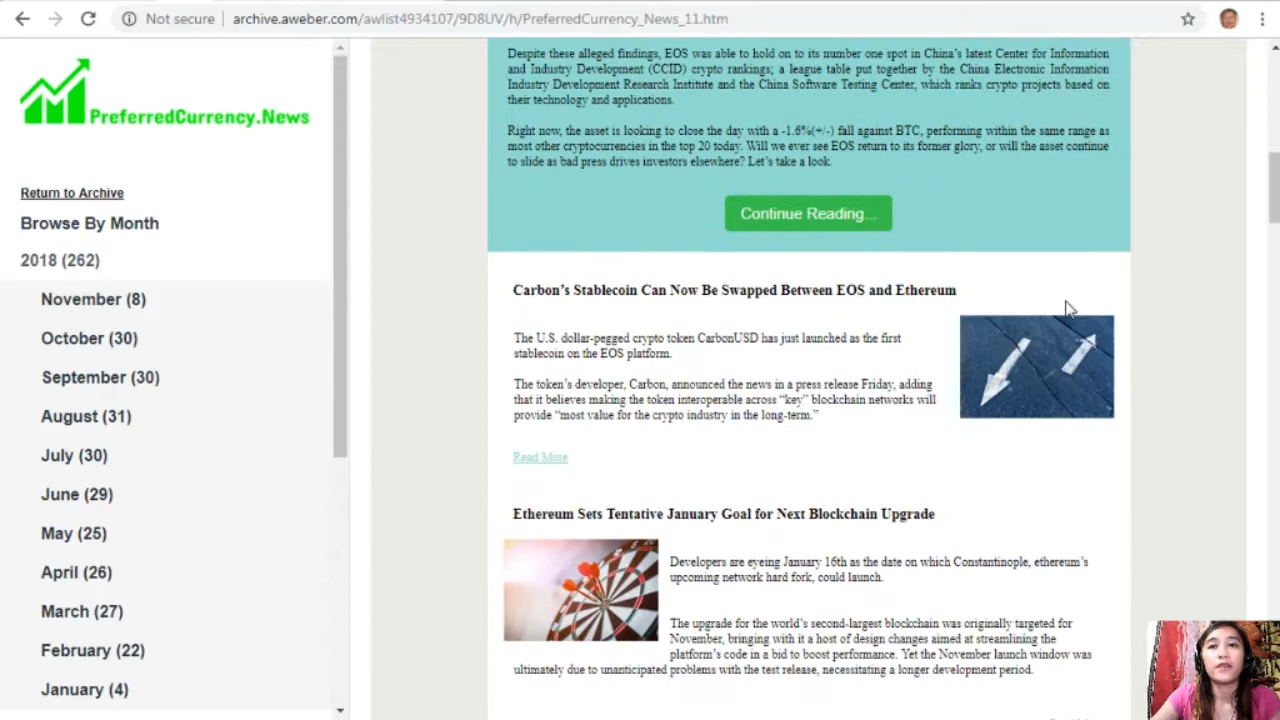 Not secure
archive.aweber.com/awlist4934107/9D8UV/h/PreferredCurrency_News_11.htm
PreferredCurrency.News
Return to Archive
Browse By Month
2018 (262)
November (8)
October (30)
September (30)
August (31)
July (30)
June (29)
May (25)
April (26)
March (27)
February (22)
January (4)
Despite these alleged findings, EOS was able to hold on to its number one spot in China's latest Center for Information
and Industry Development (CCID) crypto rankings; a league table put together by the China Electronic Information
Industry Development Research Institute and the China Software Testing Center, which ranks crypto projects based on
their technology and applications.
Right now, the asset is looking to close the day with a -1.6%(+/-) fall against BTC, performing within the same range as
most other cryptocurrencies in the top 20 today. Will we ever see EOS return to its former glory, or will the asset continue
to slide as bad press drives investors elsewhere? Let's take a look.
Continue Reading...
Carbon's Stablecoin Can Now Be Swapped Between EOS and Ethereum
The U.S. dollar-pegged crypto token CarbonUSD has just launched as the first
stablecoin on the EOS platform.
The token's developer, Carbon, announced the news in a press release Friday, adding
that it believes making the token interoperable across “key” blockchain networks will
provide “most value for the crypto industry in the long-term.”
Read More
Ethereum Sets Tentative January Goal for Next Blockchain Upgrade
Developers are eyeing January 16th as the date on which Constantinople, ethereum's
upcoming network hard fork, could launch.
The upgrade for the world's second-largest blockchain was originally targeted for
November, bringing with it a host of design changes aimed at streamlining the
platform's code in a bid to boost performance. Yet the November launch window was
ultimately due to unanticipated problems with the test release, necessitating a longer development period.